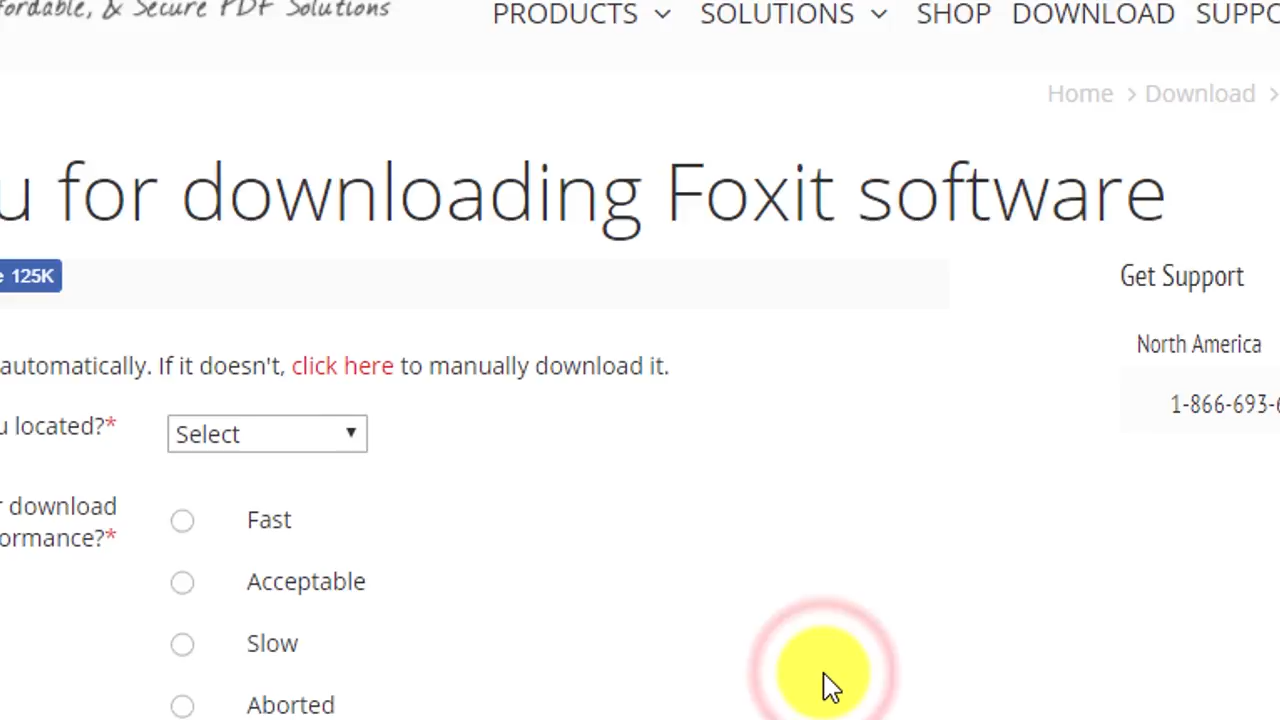 & Secure PDF Solutions
PRODUCTS SOLUTIONS SHOP DOWNLOAD
Home > Download >
for downloading Foxit software
125K
Get Support
automatically. If it doesn't, click here to manually download it.
North America
1-866-693-
located?*
Select
download
Fast
Acceptable
Slow
Aborted